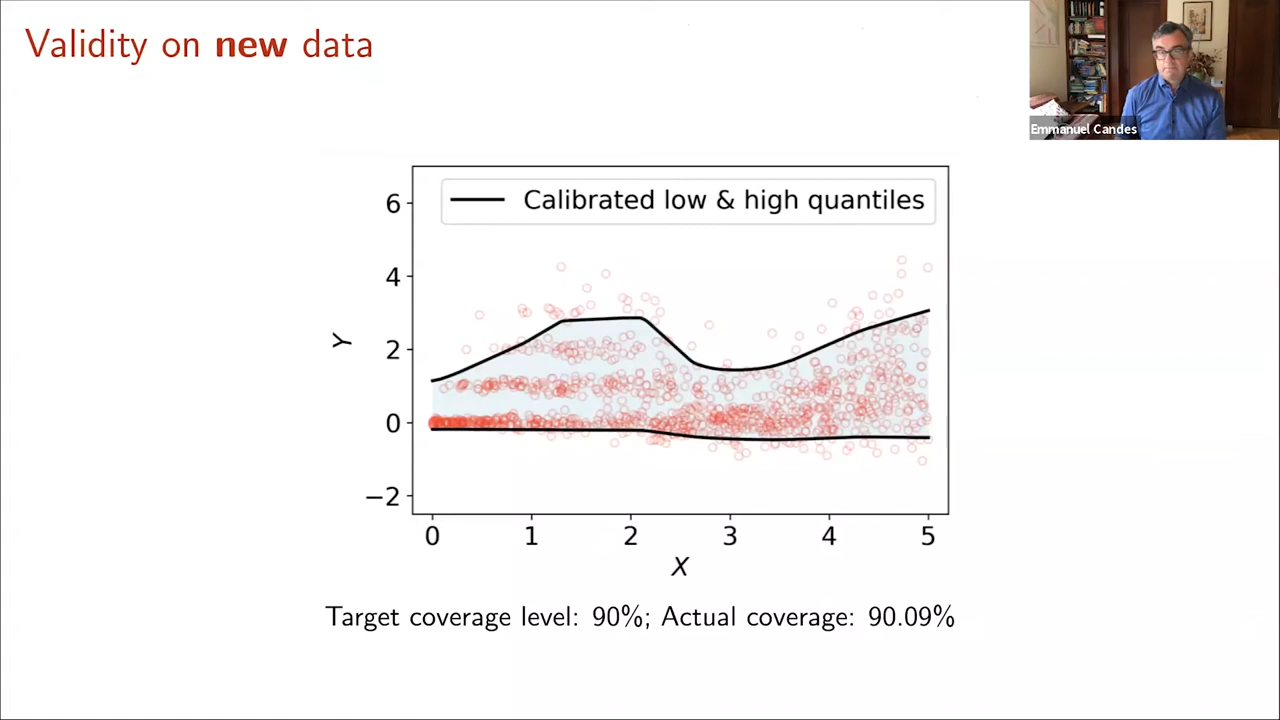 Validity on new data
Emmanuel Candes
Calibrated low & high quantiles
6
4
2
0
−2
Y
0 1 2 3 4 5
X
Target coverage level: 90%; Actual coverage: 90.09%